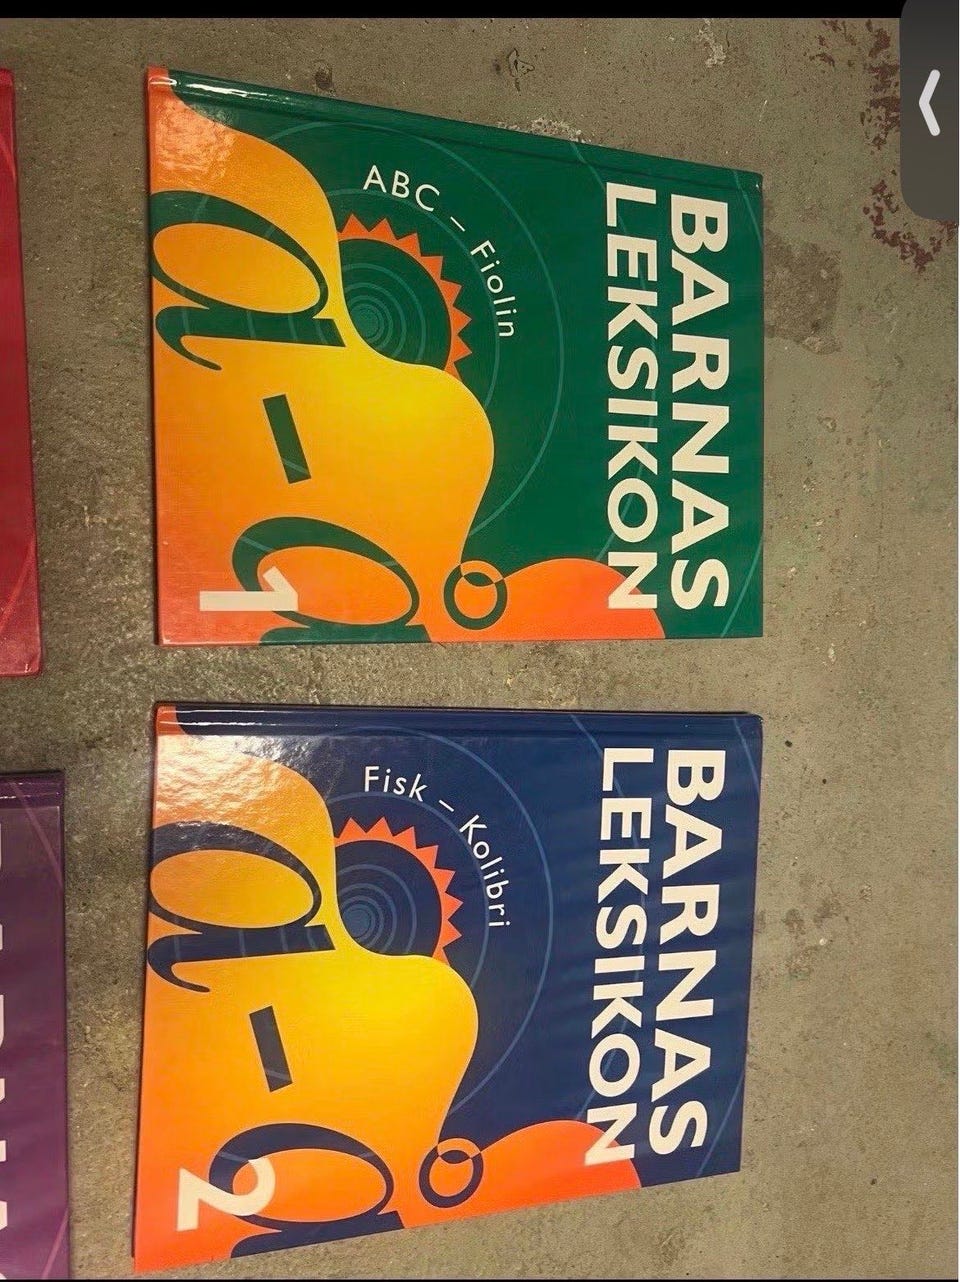 BARNAS
LEKSIKON
ABC – Fiolin
a-å
1
BARNAS
LEKSIKON
Fisk – Kolibri
a-å
2